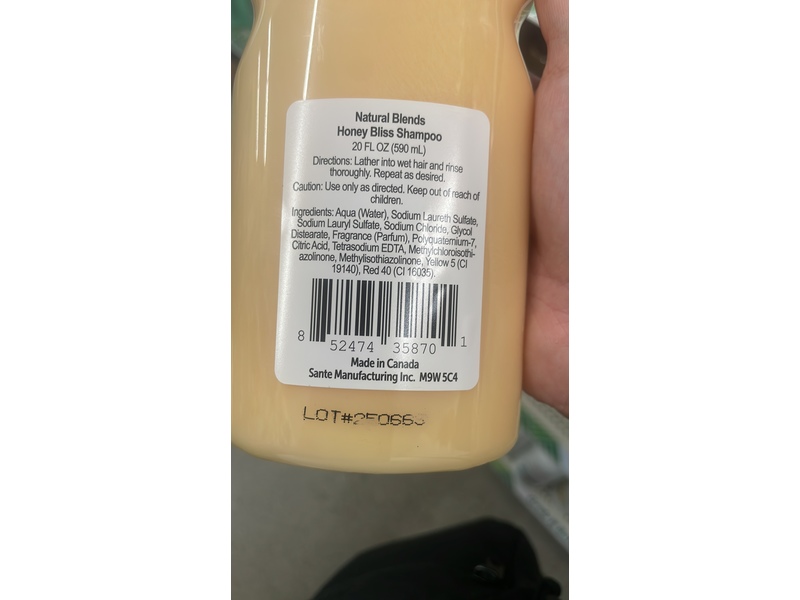 Natural Blends
Honey Bliss Shampoo
20 FL OZ (590 mL)
Directions: Lather into wet hair and rinse
thoroughly. Repeat as desired.
Caution: Use only as directed. Keep out of reach of
children.
Ingredients: Aqua (Water), Sodium Laureth Sulfate,
Sodium Lauryl Sulfate, Sodium Chloride, Glycol
Distearate, Fragrance (Parfum), Polyquaternium-7,
Citric Acid, Tetrasodium EDTA, Methylchloroisothi-
azolinone, Methylisothiazolinone, Yellow 5 (CI
19140), Red 40 (CI 16035).
8 52474 35870 1
Made in Canada
Sante Manufacturing Inc. M9W 5C4